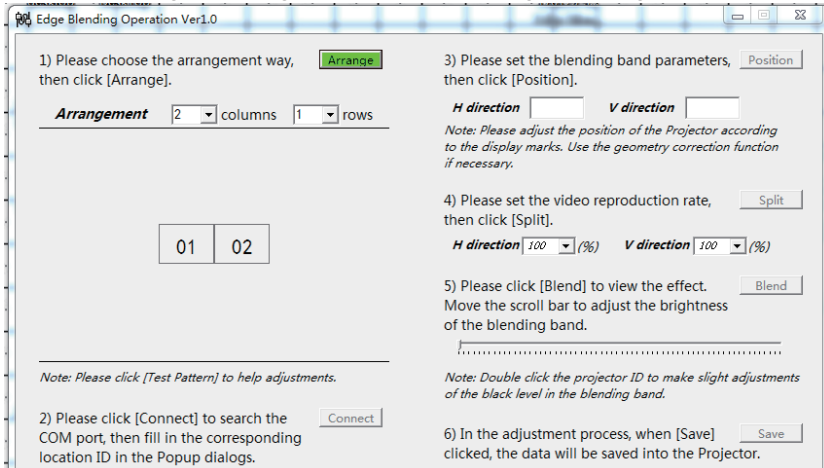 Edge Blending Operation Ver1.0
1) Please choose the arrangement way,
then click [Arrange].
Arrange
Arrangement 2 columns 1 rows
01 02
Note: Please click [Test Pattern] to help adjustments.
2) Please click [Connect] to search the
COM port, then fill in the corresponding
location ID in the Popup dialogs.
Connect
3) Please set the blending band parameters,
then click [Position].
Position
H direction V direction
Note: Please adjust the position of the Projector according
to the display marks. Use the geometry correction function
if necessary.
4) Please set the video reproduction rate,
then click [Split].
Split
H direction 100 (%) V direction 100 (%)
5) Please click [Blend] to view the effect.
Move the scroll bar to adjust the brightness
of the blending band.
Blend
Note: Double click the projector ID to make slight adjustments
of the black level in the blending band.
6) In the adjustment process, when [Save]
clicked, the data will be saved into the Projector.
Save